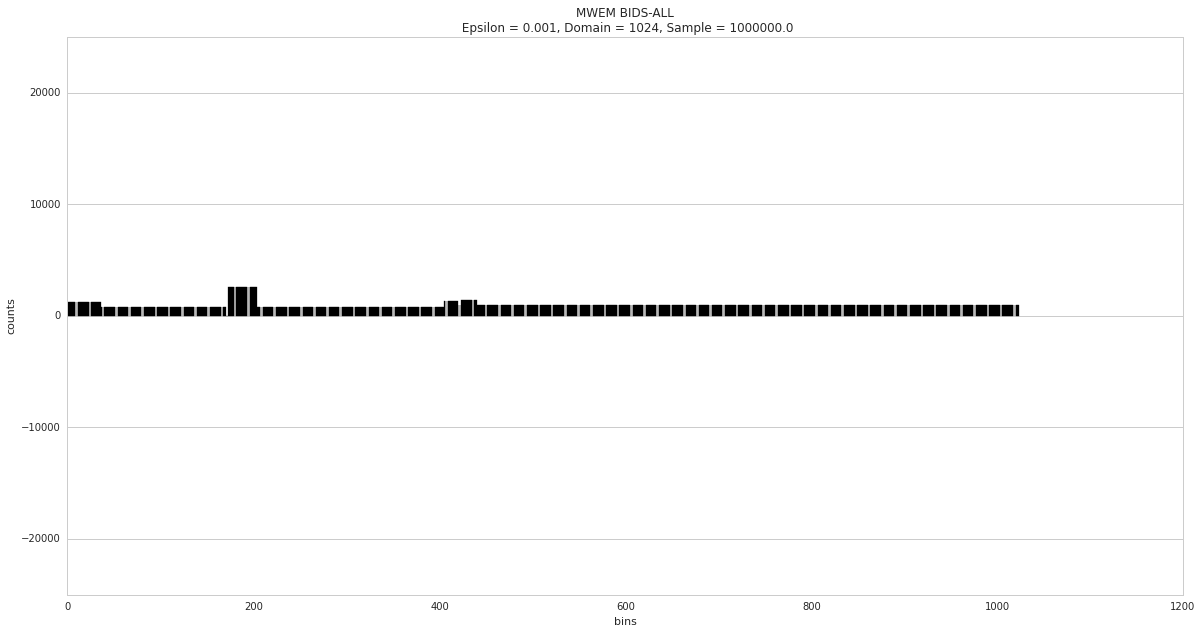 MWEM BIDS-ALL
Epsilon = 0.001, Domain = 1024, Sample = 1000000.0
20000
10000
0
−10000
−20000
counts
0 200 400 600 800 1000 1200
bins